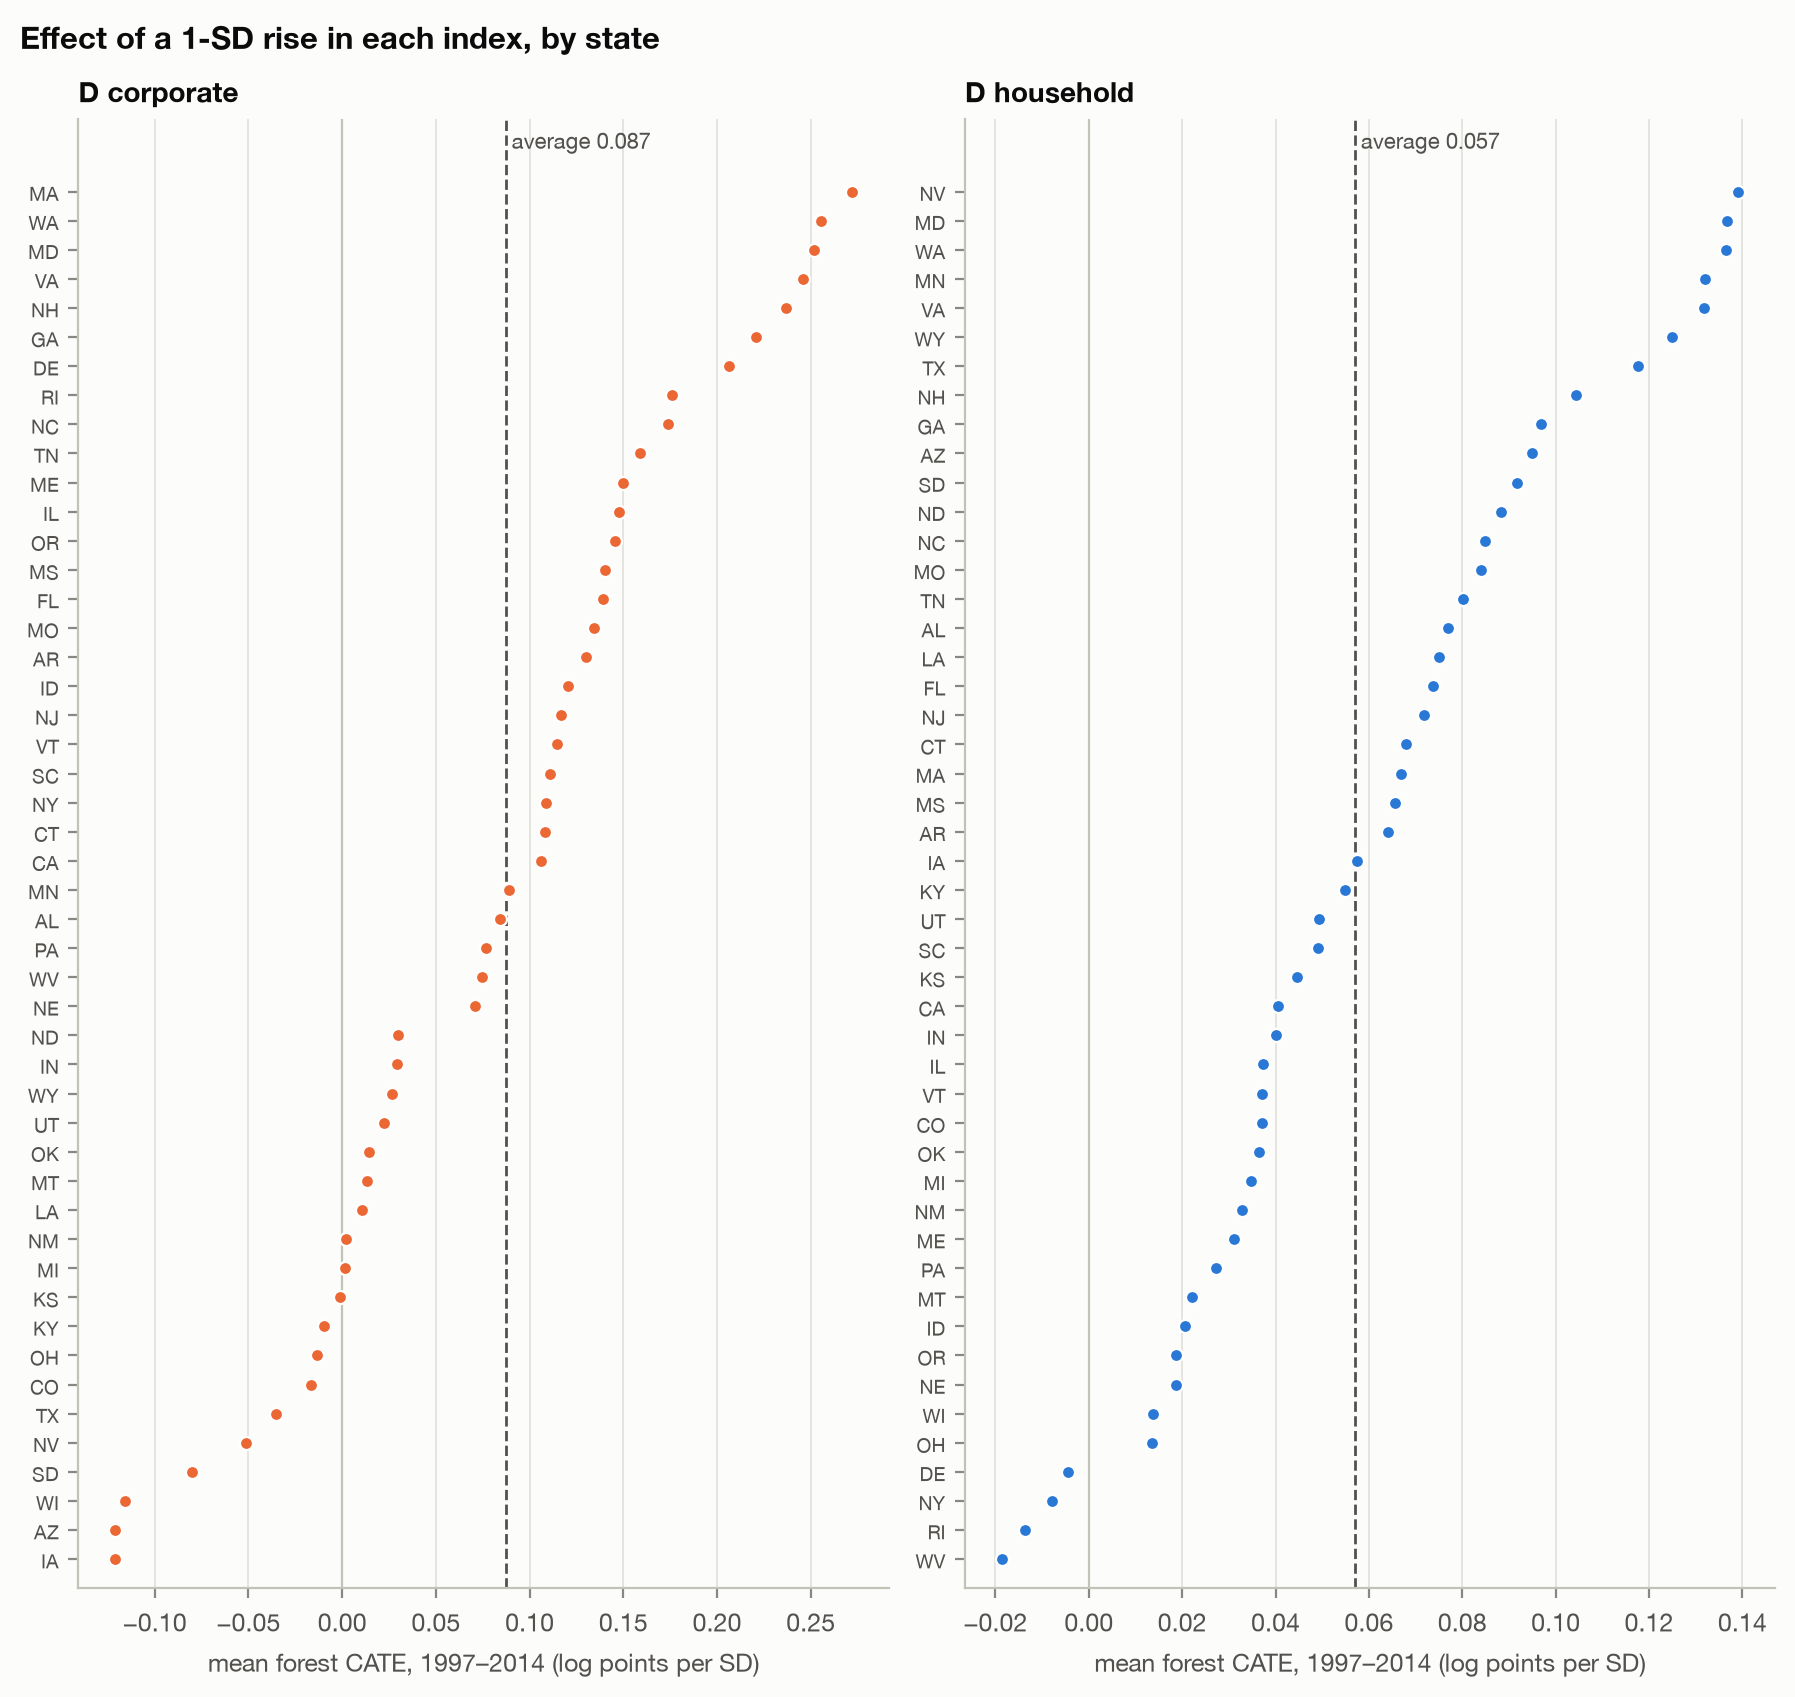 Effect of a 1-SD rise in each index, by state
D corporate
average 0.087
MA
WA
MD
VA
NH
GA
DE
RI
NC
TN
ME
IL
OR
MS
FL
MO
AR
ID
NJ
VT
SC
NY
CT
CA
MN
AL
PA
WV
NE
ND
IN
WY
UT
OK
MT
LA
NM
MI
KS
KY
OH
CO
TX
NV
SD
WI
AZ
IA
−0.10 −0.05 0.00 0.05 0.10 0.15 0.20 0.25
mean forest CATE, 1997–2014 (log points per SD)
D household
average 0.057
NV
MD
WA
MN
VA
WY
TX
NH
GA
AZ
SD
ND
NC
MO
TN
AL
LA
FL
NJ
CT
MA
MS
AR
IA
KY
UT
SC
KS
CA
IN
IL
VT
CO
OK
MI
NM
ME
PA
MT
ID
OR
NE
WI
OH
DE
NY
RI
WV
−0.02 0.00 0.02 0.04 0.06 0.08 0.10 0.12 0.14
mean forest CATE, 1997–2014 (log points per SD)